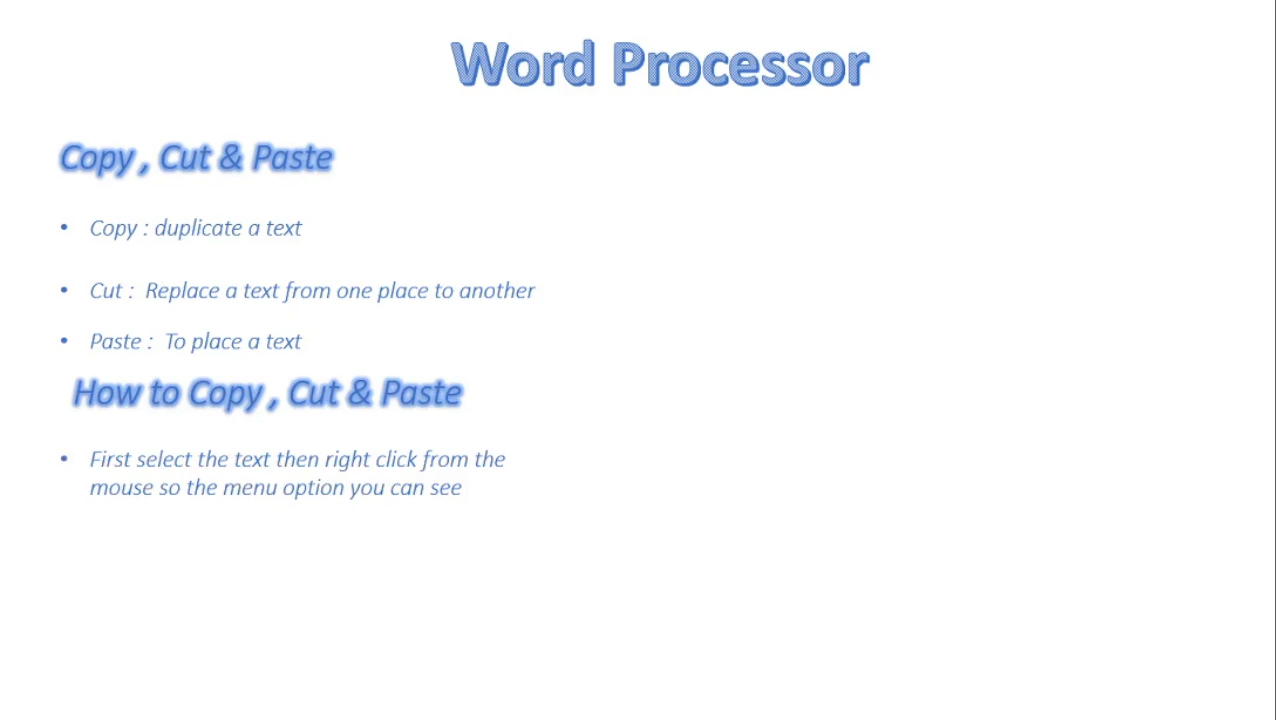 Word Processor
Copy , Cut & Paste
• Copy : duplicate a text
• Cut :  Replace a text from one place to another
• Paste :  To place a text
How to Copy , Cut & Paste
• First select the text then right click from the
mouse so the menu option you can see